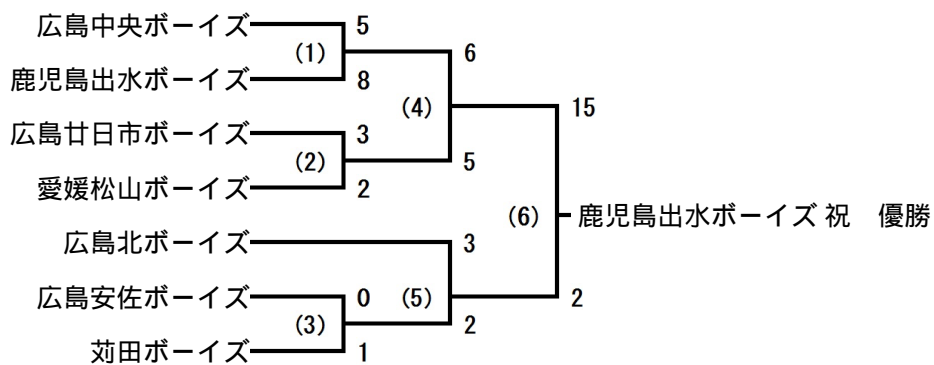 広島中央ボーイズ 5
(1) 6
鹿児島出水ボーイズ 8
(4) 15
広島廿日市ボーイズ 3
(2) 5
愛媛松山ボーイズ 2
(6) 鹿児島出水ボーイズ 祝　優勝
広島北ボーイズ 3
広島安佐ボーイズ 0 (5) 2
(3) 2
苅田ボーイズ 1